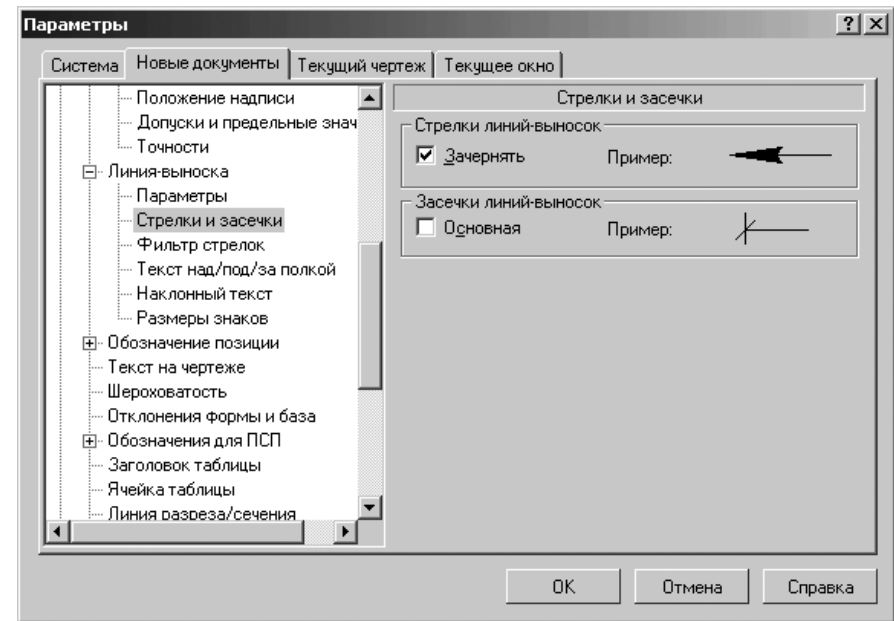 Параметры
Система Новые документы Текущий чертеж Текущее окно
Положение надписи
Допуски и предельные знач
Точности
Линия-выноска
Параметры
Стрелки и засечки
Фильтр стрелок
Текст над/под/за полкой
Наклонный текст
Размеры знаков
Обозначение позиции
Текст на чертеже
Шероховатость
Отклонения формы и база
Обозначения для ПСП
Заголовок таблицы
Ячейка таблицы
Линия разреза/сечения
Стрелки и засечки
Стрелки линий-выносок
Зачернять Пример:
Засечки линий-выносок
Основная Пример:
OK Отмена Справка